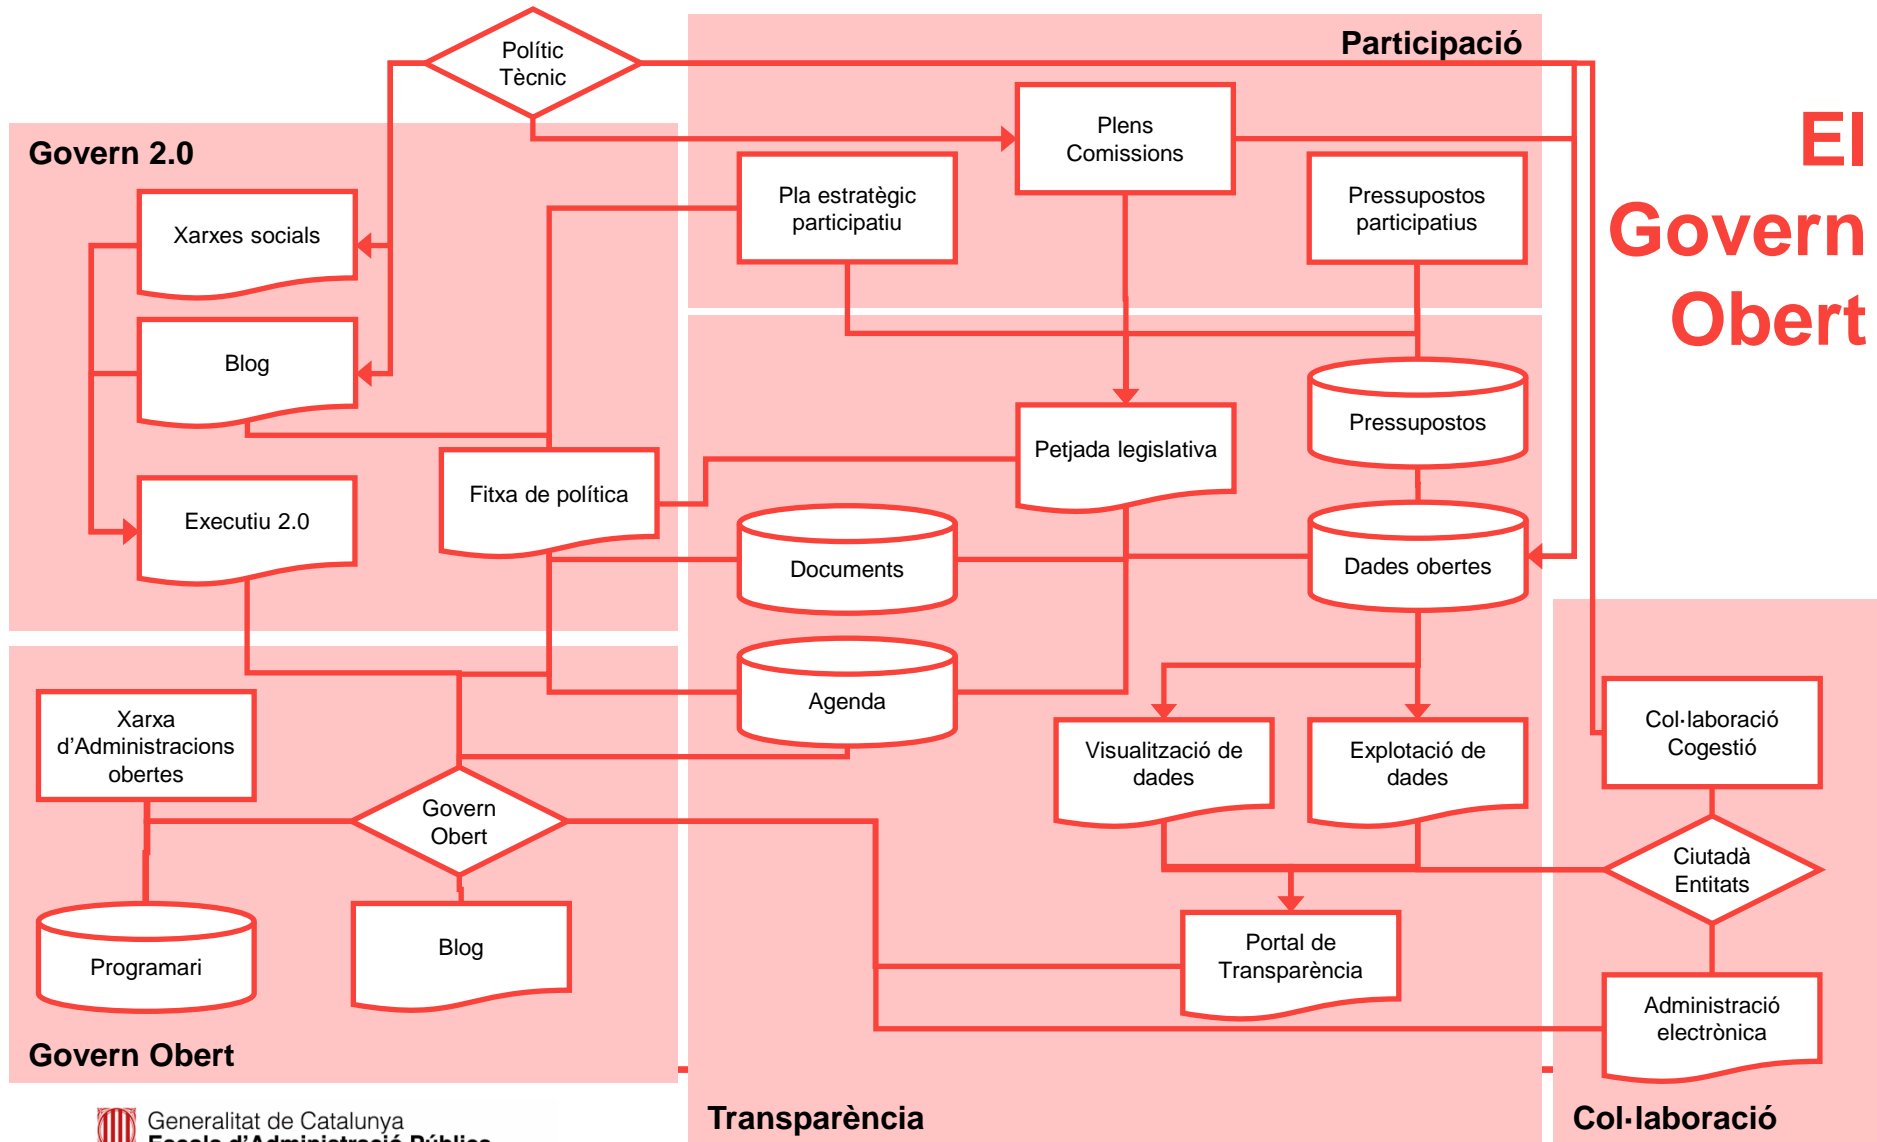 Polític
Tècnic
Participació
El
Govern
Obert
Govern 2.0
Plens
Comissions
Pla estratègic
participatiu
Pressupostos
participatius
Xarxes socials
Blog
Pressupostos
Petjada legislativa
Fitxa de política
Executiu 2.0
Documents
Dades obertes
Agenda
Xarxa
d'Administracions
obertes
Visualització de
dades
Explotació de
dades
Col·laboració
Cogestió
Govern
Obert
Ciutadà
Entitats
Programari
Blog
Portal de
Transparència
Administració
electrònica
Govern Obert
Transparència
Col·laboració
Generalitat de Catalunya
Escola d'Administració Pública